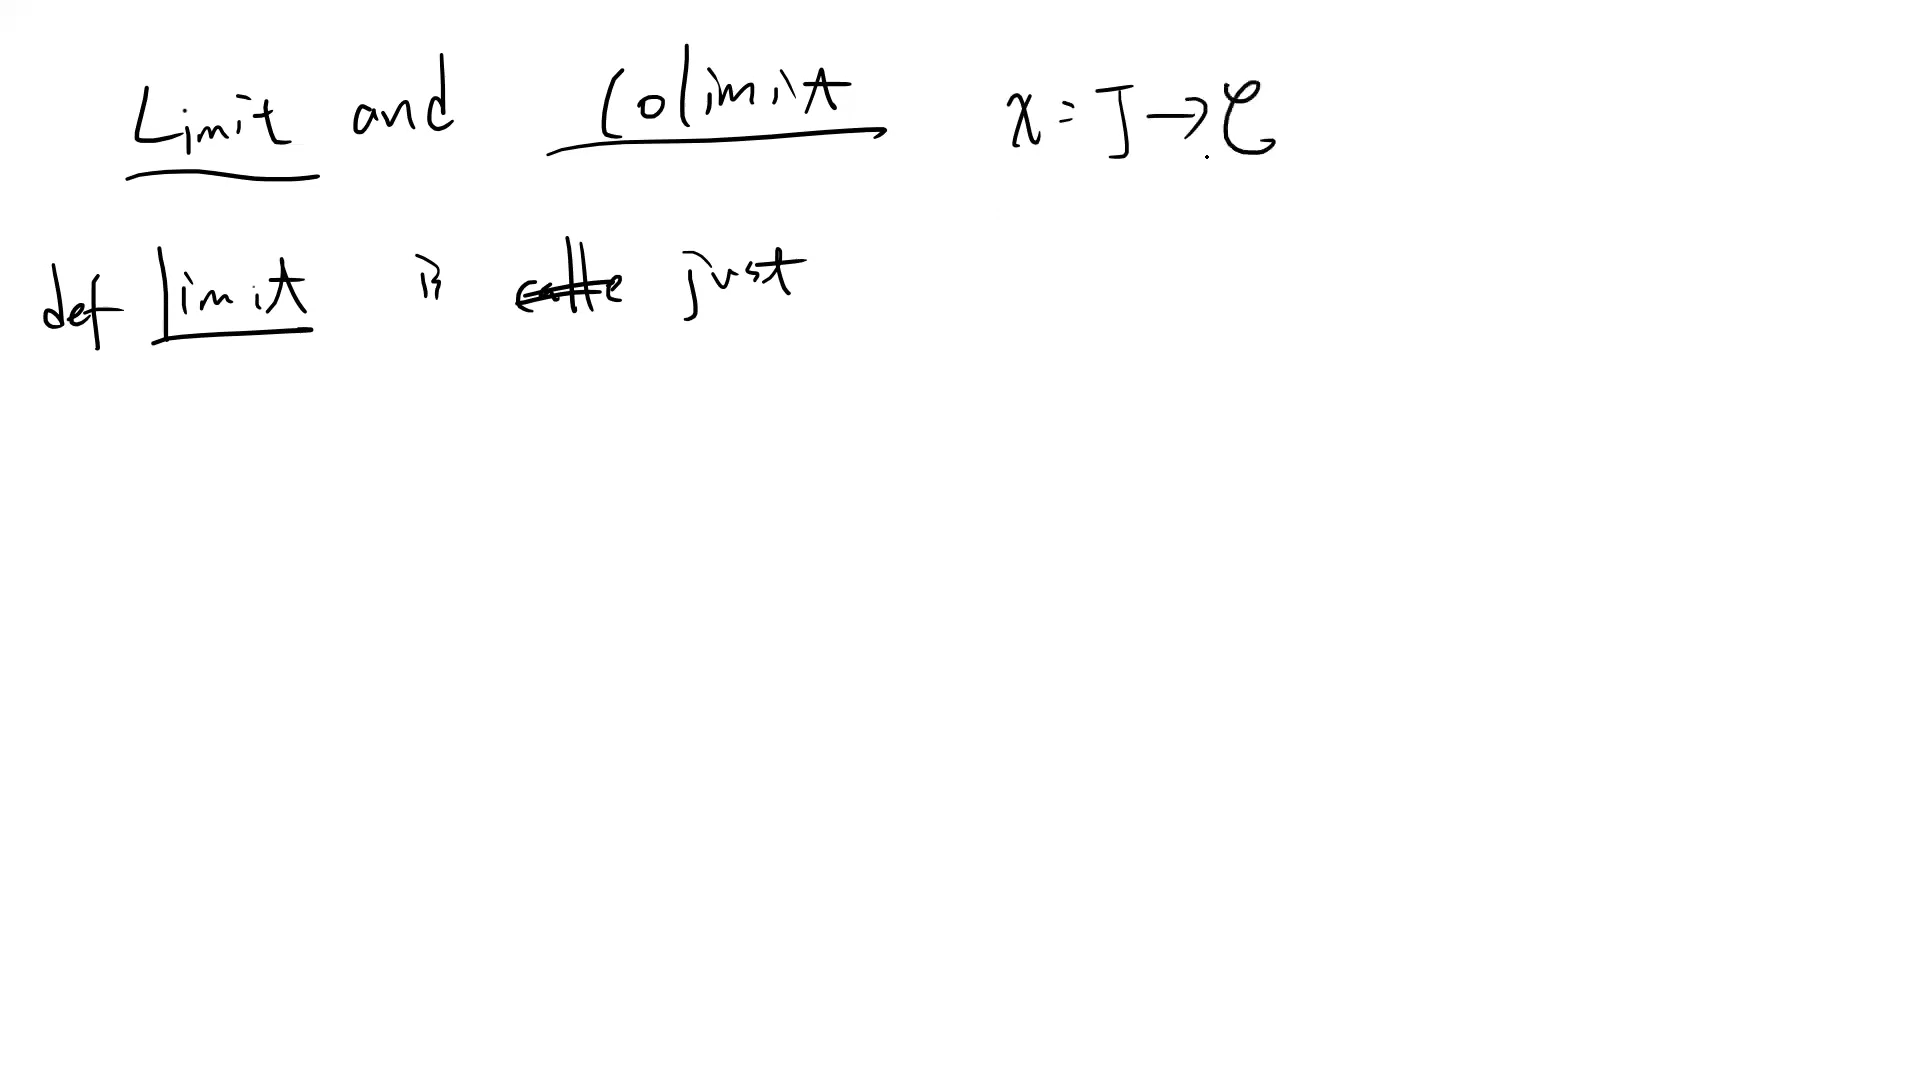 Limit and Colimit x: J → C
def limit is just